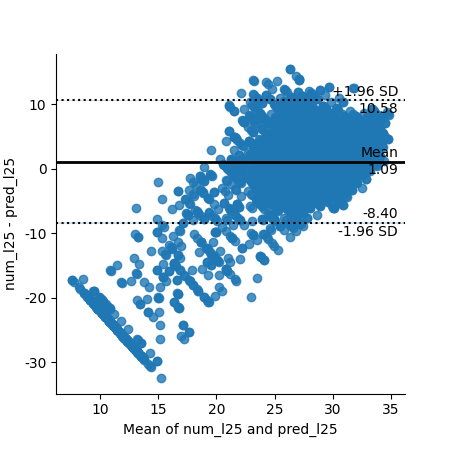 +1.96 SD
10.58
Mean
1.09
-8.40
-1.96 SD
10
0
-10
-20
-30
num_l25 - pred_l25
10 15 20 25 30 35
Mean of num_l25 and pred_l25